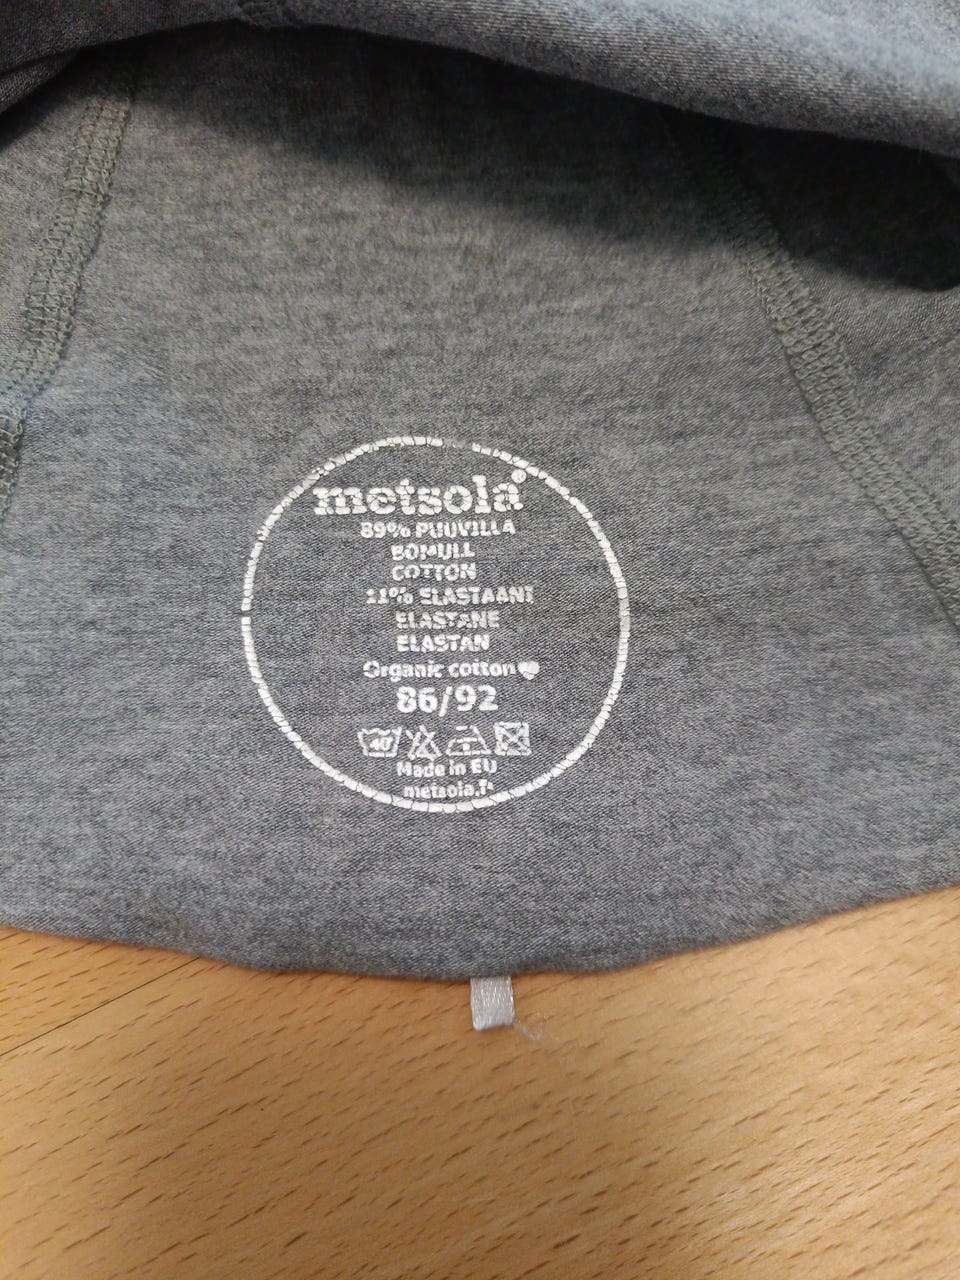 metsola®
89% PUUVILLA
BOMULL
COTTON
11% ELASTAANI
ELASTANE
ELASTAN
Organic cotton♥
86/92
40
Made in EU
metsola.fi